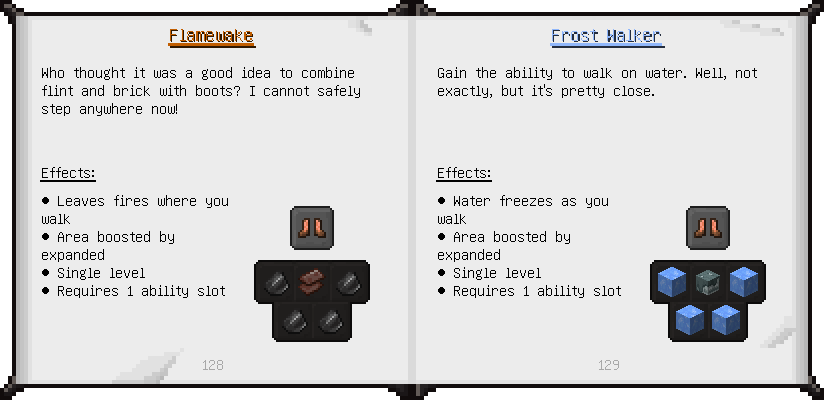 Flamewake
Who thought it was a good idea to combine
flint and brick with boots? I cannot safely
step anywhere now!
Effects:
● Leaves fires where you
walk
● Area boosted by
expanded
● Single level
● Requires 1 ability slot
128
Frost Walker
Gain the ability to walk on water. Well, not
exactly, but it's pretty close.
Effects:
● Water freezes as you
walk
● Area boosted by
expanded
● Single level
● Requires 1 ability slot
129